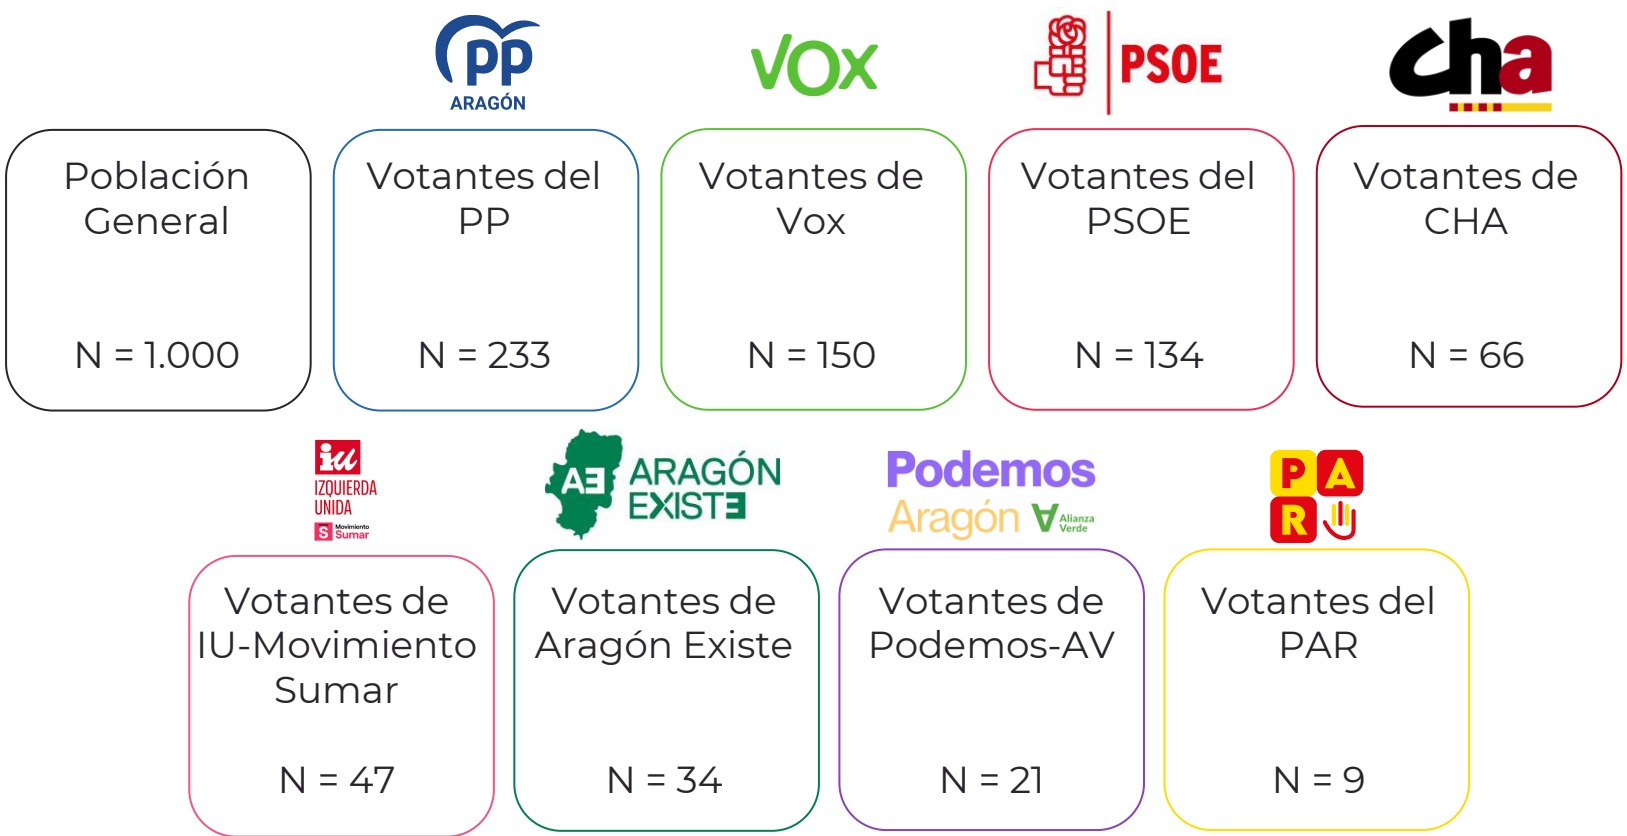 PP
ARAGÓN
VOX
PSOE
cha
Población
General
N = 1.000
Votantes del
PP
N = 233
Votantes de
Vox
N = 150
Votantes del
PSOE
N = 134
Votantes de
CHA
N = 66
iu
IZQUIERDA
UNIDA
S Movimiento
Sumar
AE
ARAGÓN
EXISTE
Podemos
Aragón
Alianza
Verde
PA
R
Votantes de
IU-Movimiento
Sumar
N = 47
Votantes de
Aragón Existe
N = 34
Votantes de
Podemos-AV
N = 21
Votantes del
PAR
N = 9